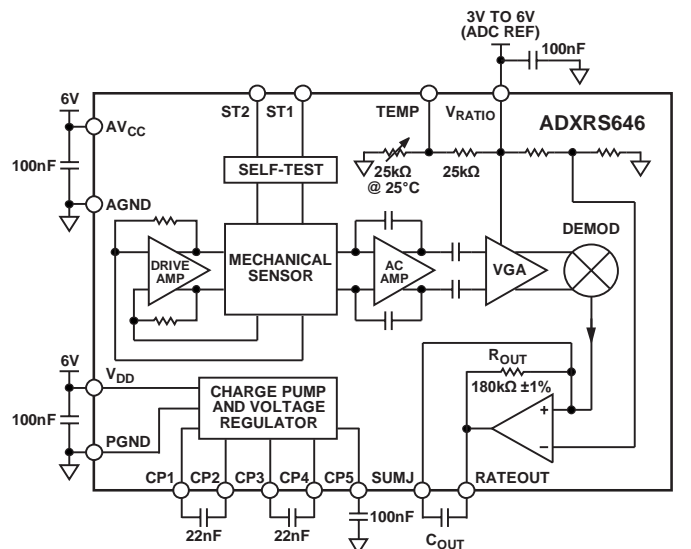 3V TO 6V
(ADC REF)
100nF
6V
ST2
ST1
TEMP
VRATIO
ADXRS646
AVCC
100nF
25kΩ
@ 25°C
25kΩ
SELF-TEST
AGND
DEMOD
DRIVE
AMP
MECHANICAL
SENSOR
AC
AMP
VGA
6V
VDD
ROUT
180kΩ ±1%
CHARGE PUMP
AND VOLTAGE
REGULATOR
100nF
+
–
PGND
CP1
CP2
CP3
CP4
CP5
SUMJ
RATEOUT
22nF
22nF
100nF
COUT